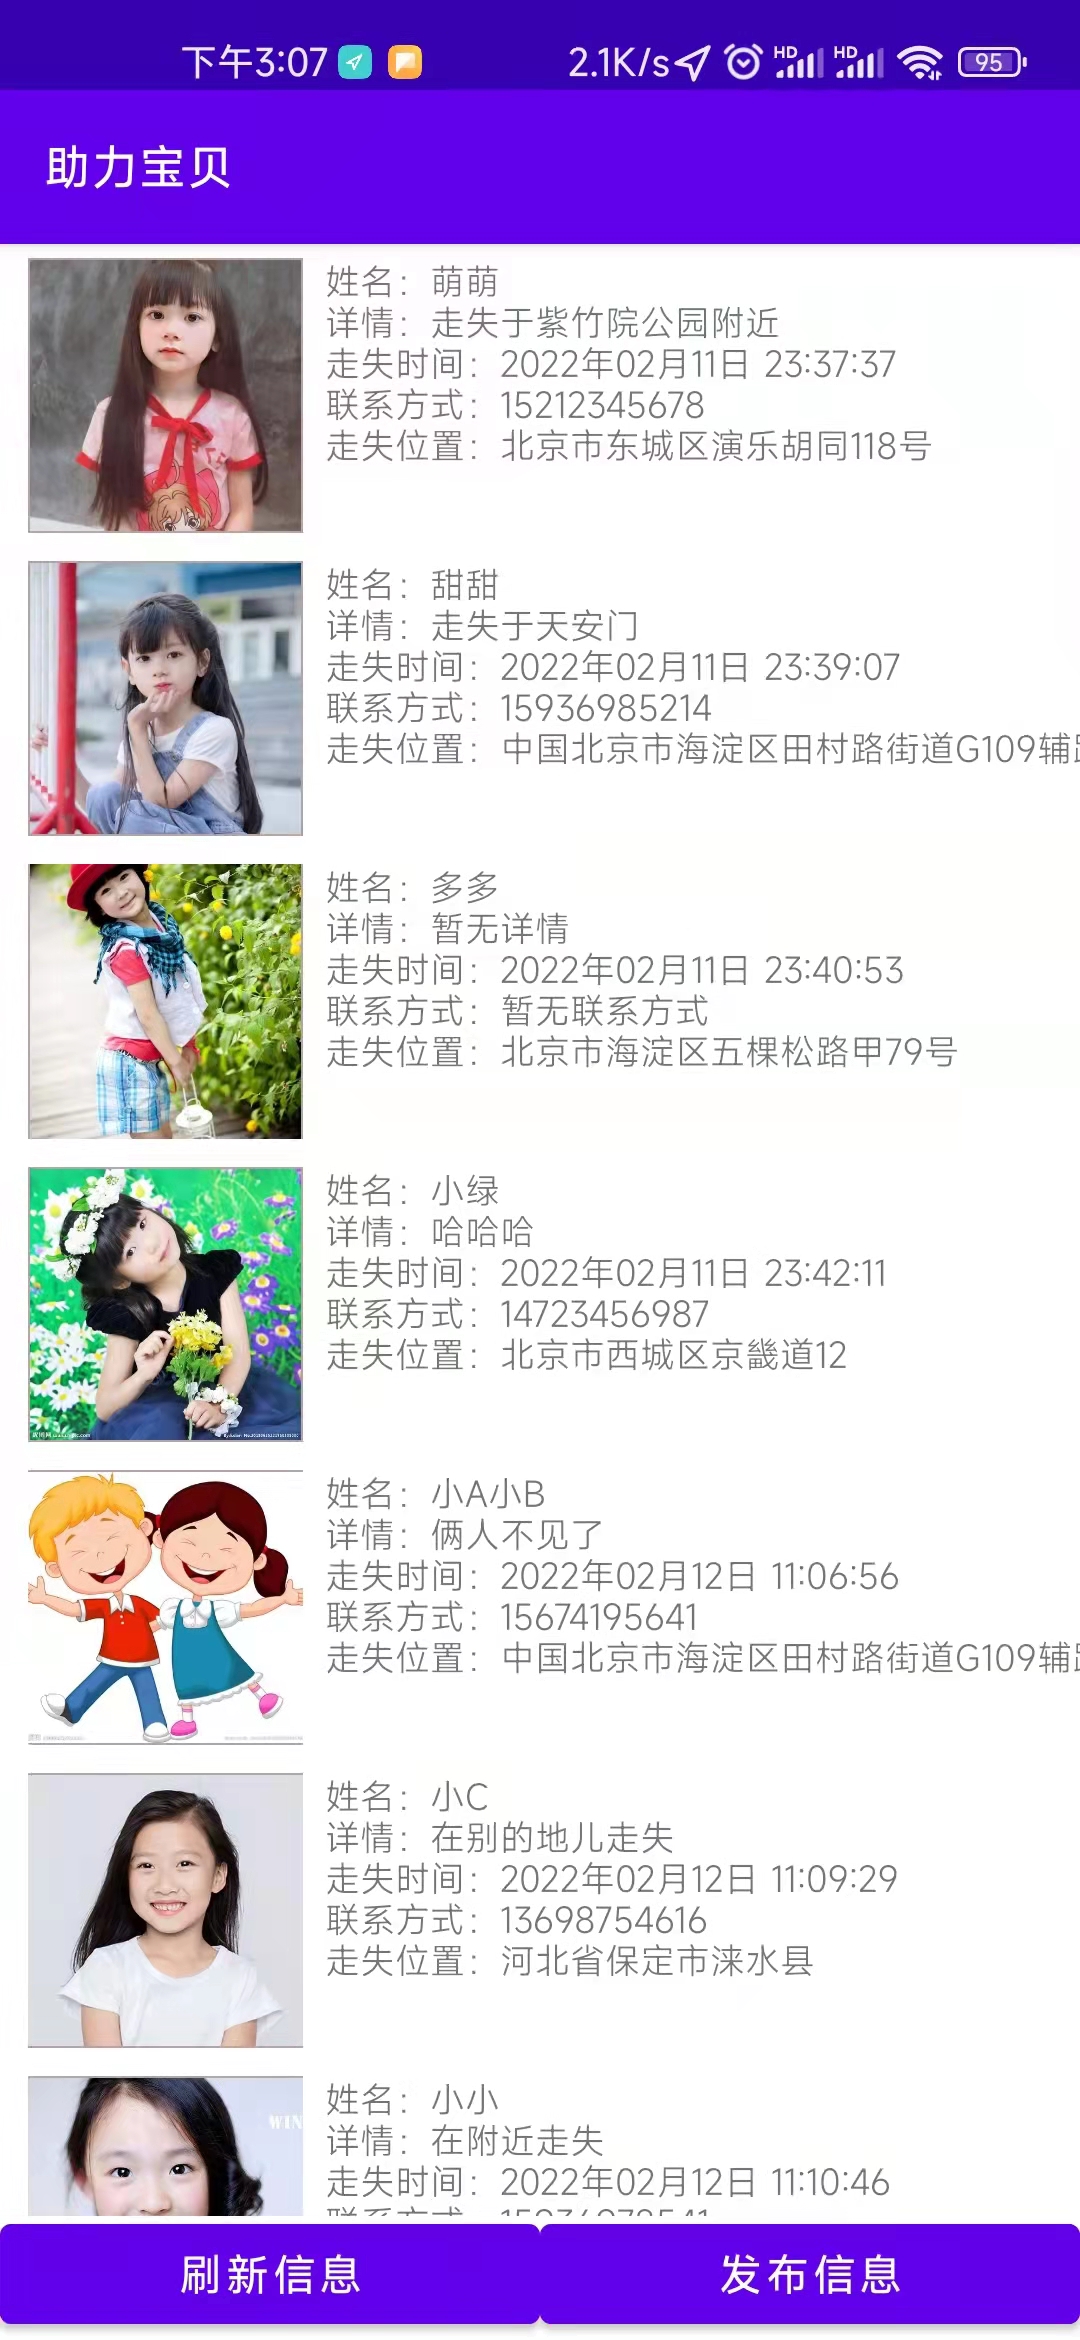 下午3:07
2.1K/s
HD
HD
95
助力宝贝
姓名：萌萌
详情：走失于紫竹院公园附近
走失时间：2022年02月11日 23:37:37
联系方式：15212345678
走失位置：北京市东城区演乐胡同118号
姓名：甜甜
详情：走失于天安门
走失时间：2022年02月11日 23:39:07
联系方式：15936985214
走失位置：中国北京市海淀区田村路街道G109辅
姓名：多多
详情：暂无详情
走失时间：2022年02月11日 23:40:53
联系方式：暂无联系方式
走失位置：北京市海淀区五棵松路甲79号
姓名：小绿
详情：哈哈哈
走失时间：2022年02月11日 23:42:11
联系方式：14723456987
走失位置：北京市西城区京畿道12
姓名：小A小B
详情：俩人不见了
走失时间：2022年02月12日 11:06:56
联系方式：15674195641
走失位置：中国北京市海淀区田村路街道G109辅
姓名：小C
详情：在别的地儿走失
走失时间：2022年02月12日 11:09:29
联系方式：13698754616
走失位置：河北省保定市涞水县
WIN
姓名：小小
详情：在附近走失
走失时间：2022年02月12日 11:10:46
刷新信息
发布信息